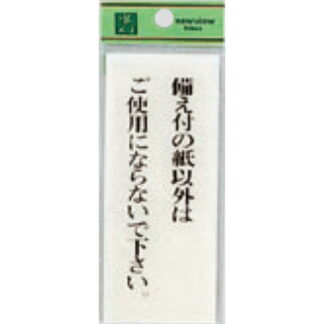 備え付の紙以外は
ご使用にならないで下さい。